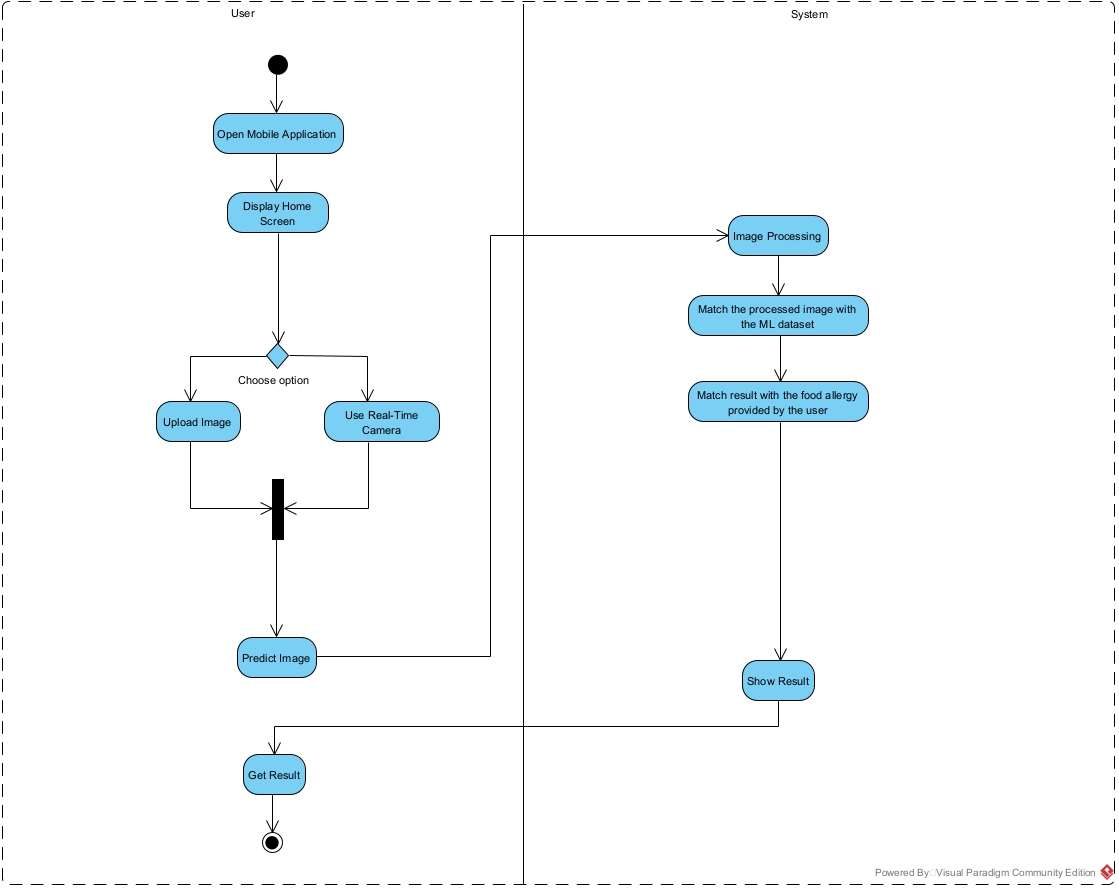 User
System
Open Mobile Application
Display Home
Screen
Image Processing
Match the processed image with
the ML dataset
Choose option
Match result with the food allergy
provided by the user
Upload Image
Use Real-Time
Camera
Predict Image
Show Result
Get Result
Powered By Visual Paradigm Community Edition